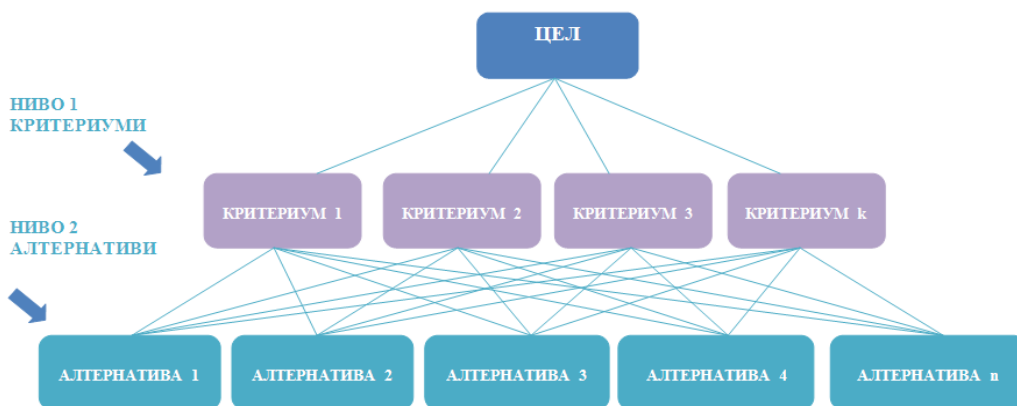 ЦЕЛ
НИВО 1
КРИТЕРИУМИ
КРИТЕРИУМ 1
КРИТЕРИУМ 2
КРИТЕРИУМ 3
КРИТЕРИУМ k
НИВО 2
АЛТЕРНАТИВИ
АЛТЕРНАТИВА 1
АЛТЕРНАТИВА 2
АЛТЕРНАТИВА 3
АЛТЕРНАТИВА 4
АЛТЕРНАТИВА n